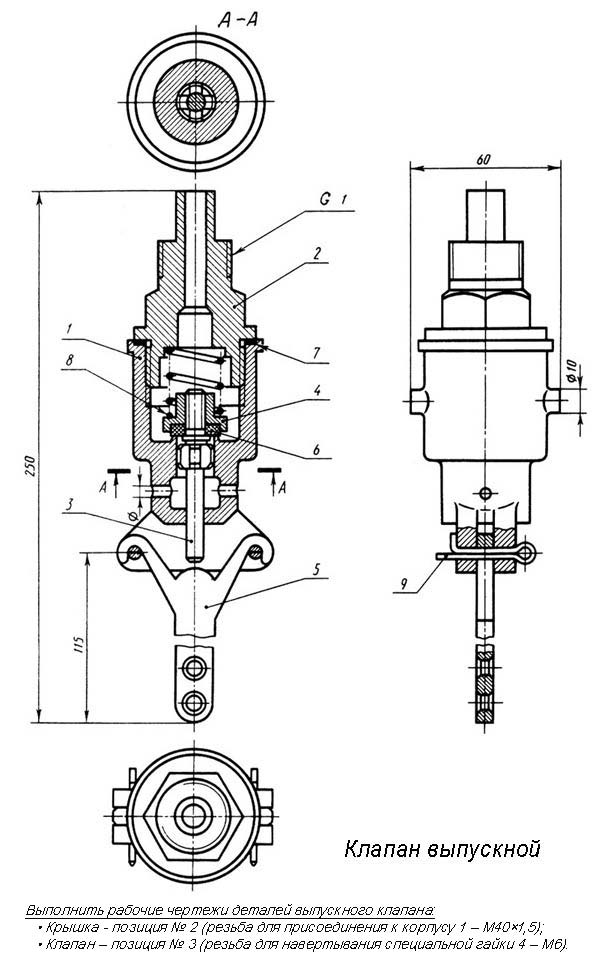 А-А
60
G 1
2
1
7
8
4
⌀10
6
250
А
А
⌀
3
5
9
115
Клапан выпускной
Выполнить рабочие чертежи деталей выпускного клапана:
• Крышка - позиция № 2 (резьба для присоединения к корпусу 1 – М40×1,5);
• Клапан – позиция № 3 (резьба для навертывания специальной гайки 4 – М6).